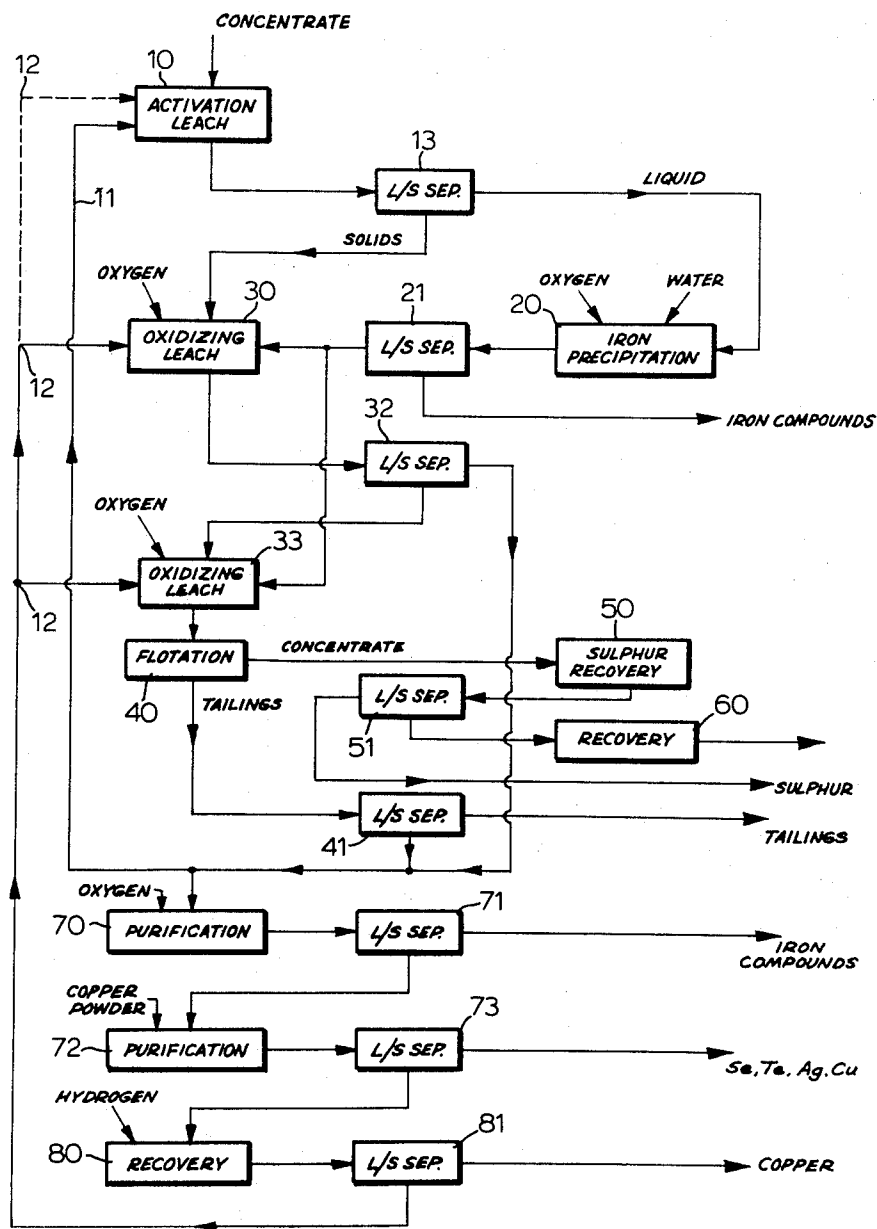 CONCENTRATE
12
10
ACTIVATION
LEACH
13
L/S SEP.
LIQUID
11
SOLIDS
OXYGEN
30
OXIDIZING
LEACH
21
L/S SEP.
OXYGEN
WATER
20
IRON
PRECIPITATION
12
IRON COMPOUNDS
32
L/S SEP.
OXYGEN
33
OXIDIZING
LEACH
12
50
SULPHUR
RECOVERY
FLOTATION
CONCENTRATE
40
TAILINGS
L/S SEP.
51
60
RECOVERY
SULPHUR
L/S SEP.
41
TAILINGS
OXYGEN
71
70
PURIFICATION
L/S SEP.
IRON
COMPOUNDS
COPPER
POWDER
73
72
PURIFICATION
L/S SEP.
Se, Te, Ag. Cu
HYDROGEN
81
80
RECOVERY
L/S SEP.
COPPER